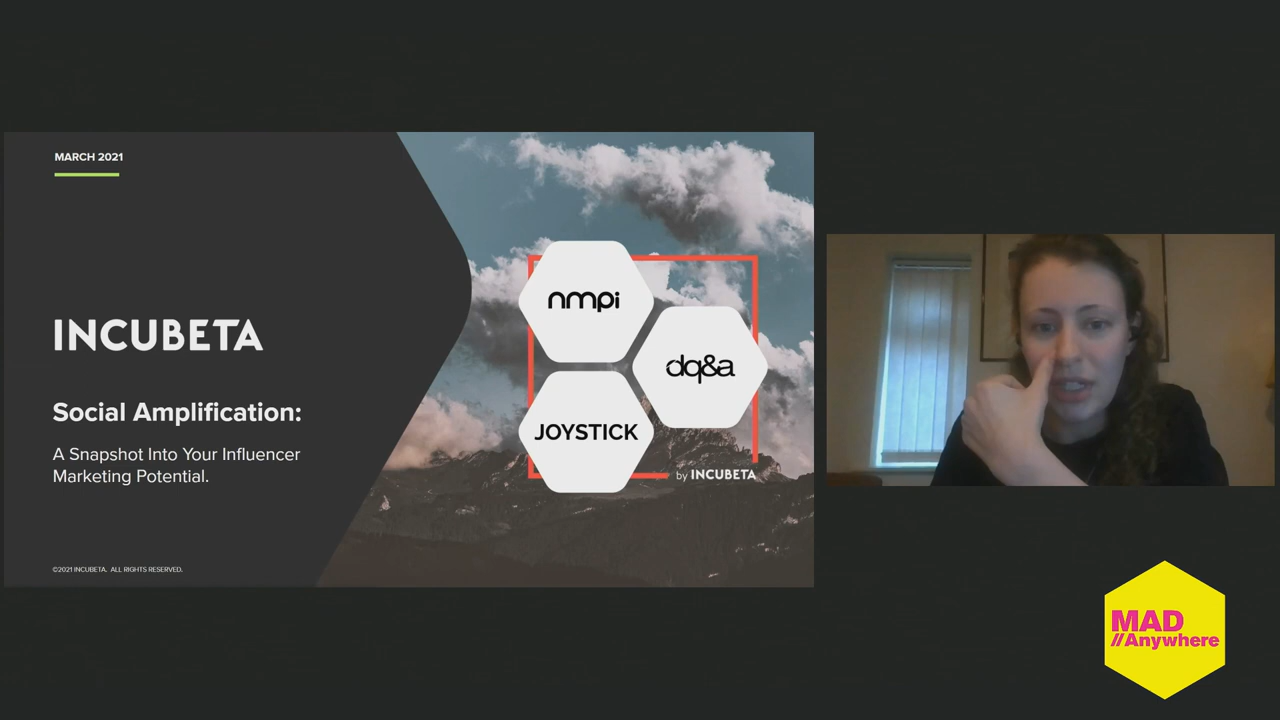 MARCH 2021
INCUBETA
Social Amplification:
A Snapshot Into Your Influencer
Marketing Potential.
©2021 INCUBETA. ALL RIGHTS RESERVED.
nmpi
dq&a
JOYSTICK
by INCUBETA
MAD
//Anywhere